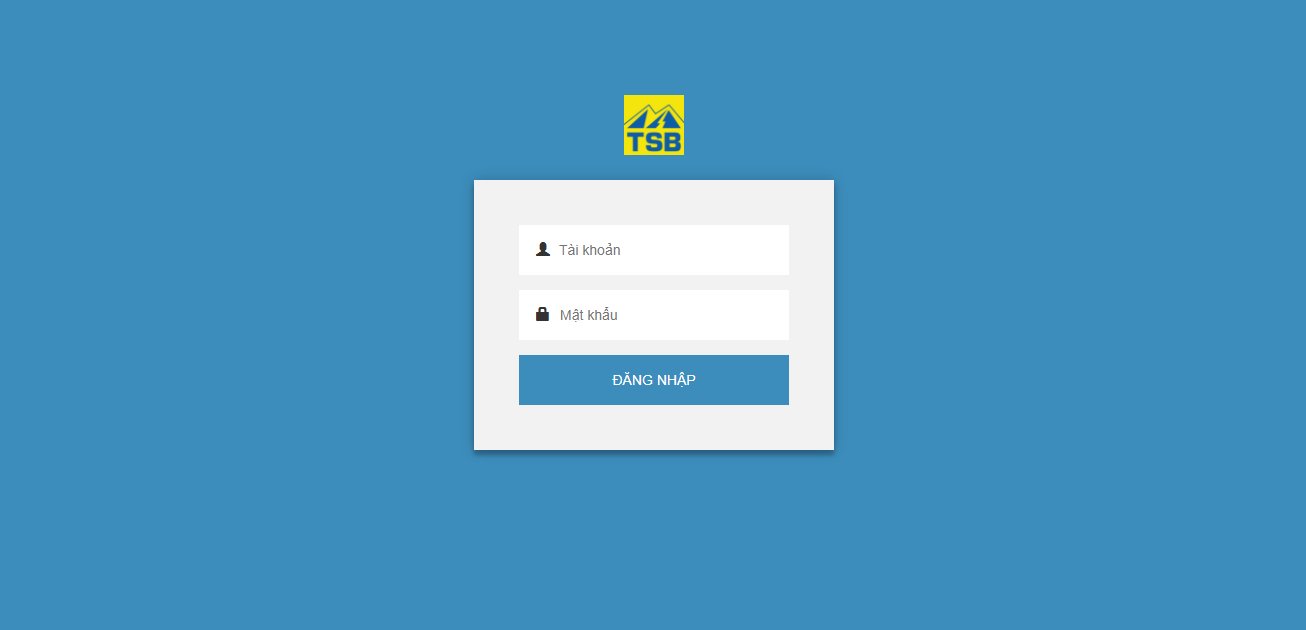 TSB
Tài khoản
Mật khẩu
ĐĂNG NHẬP